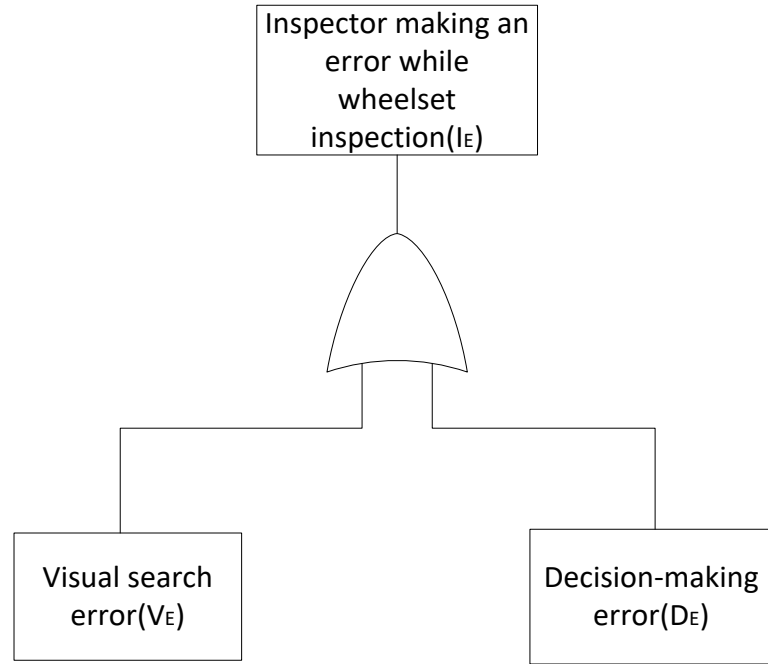 Inspector making an
error while
wheelset
inspection(IE)
Visual search
error(VE)
Decision-making
error(DE)